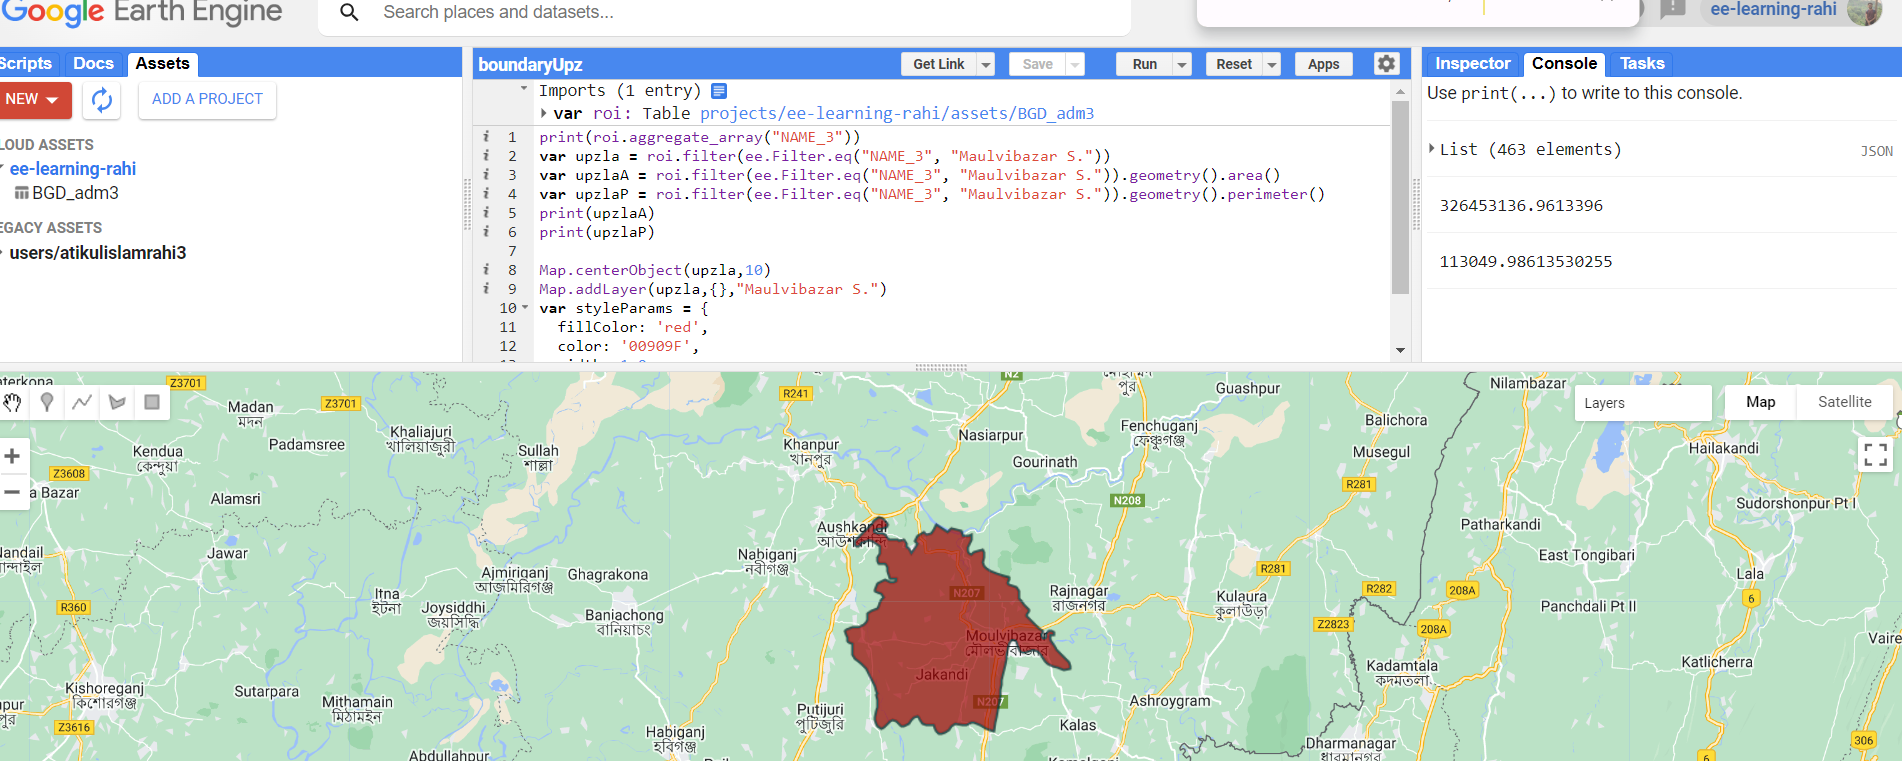 Google Earth Engine
Search places and datasets...
ee-learning-rahi
Scripts Docs Assets
NEW
ADD A PROJECT
LOUD ASSETS
ee-learning-rahi
BGD_adm3
EGACY ASSETS
users/atikulislamrahi3
boundaryUpz
Get Link Save Run Reset Apps
Imports (1 entry)
var roi: Table projects/ee-learning-rahi/assets/BGD_adm3
1 print(roi.aggregate_array("NAME_3"))
2 var upzla = roi.filter(ee.Filter.eq("NAME_3", "Maulvibazar S."))
3 var upzlaA = roi.filter(ee.Filter.eq("NAME_3", "Maulvibazar S.")).geometry().area()
4 var upzlaP = roi.filter(ee.Filter.eq("NAME_3", "Maulvibazar S.")).geometry().perimeter()
5 print(upzlaA)
6 print(upzlaP)
7
8 Map.centerObject(upzla,10)
9 Map.addLayer(upzla,{},"Maulvibazar S.")
10 var styleParams = {
11 fillColor: 'red',
12 color: '00909F',
Inspector Console Tasks
Use print(...) to write to this console.
List (463 elements) JSON
326453136.9613396
113049.98613530255
Layers
Map Satellite
Z3701
Madan
মদন
Z3701
Padamsree
Khaliajuri
খালিয়াজুরী
Kendua
কেন্দুয়া
Z3608
a Bazar
Alamsri
Sullah
শাল্লা
R241
Khanpur
খানপুর
N2
পুর
Nasiarpur
Gourinath
Fenchuganj
ফেঞ্চুগঞ্জ
Guashpur
N208
Nilambazar
Balichora
Musegul
R281
Hailakandi
Sudorshonpur Pt I
Patharkandi
East Tongibari
Nandail
নান্দাইল
Jawar
Aushkandi
আউশকান্দি
Nabiganj
নবীগঞ্জ
Ajmiriganj
আজমিরিগঞ্জ
Ghagrakona
Itna
ইটনা
Joysiddhi
জয়সিদ্ধি
Baniachong
বানিয়াচং
R360
N207
Rajnagar
রাজনগর
R281
Kulaura
কুলাউড়া
R282
208A
Z2823
208A
Panchdali Pt II
Lala
6
Vaire
Moulvibazar
মৌলভীবাজার
Jakandi
N207
Kadamtala
কদমতলা
Katlicherra
Kishoreganj
কিশোরগঞ্জ
Sutarpara
Mithamain
মিঠামইন
Z3616
Putijuri
পুটিজুরি
Habiganj
হবিগঞ্জ
Kalas
Ashroygram
Abdullahpur
Dharmanagar
ধর্মনগর
306
6